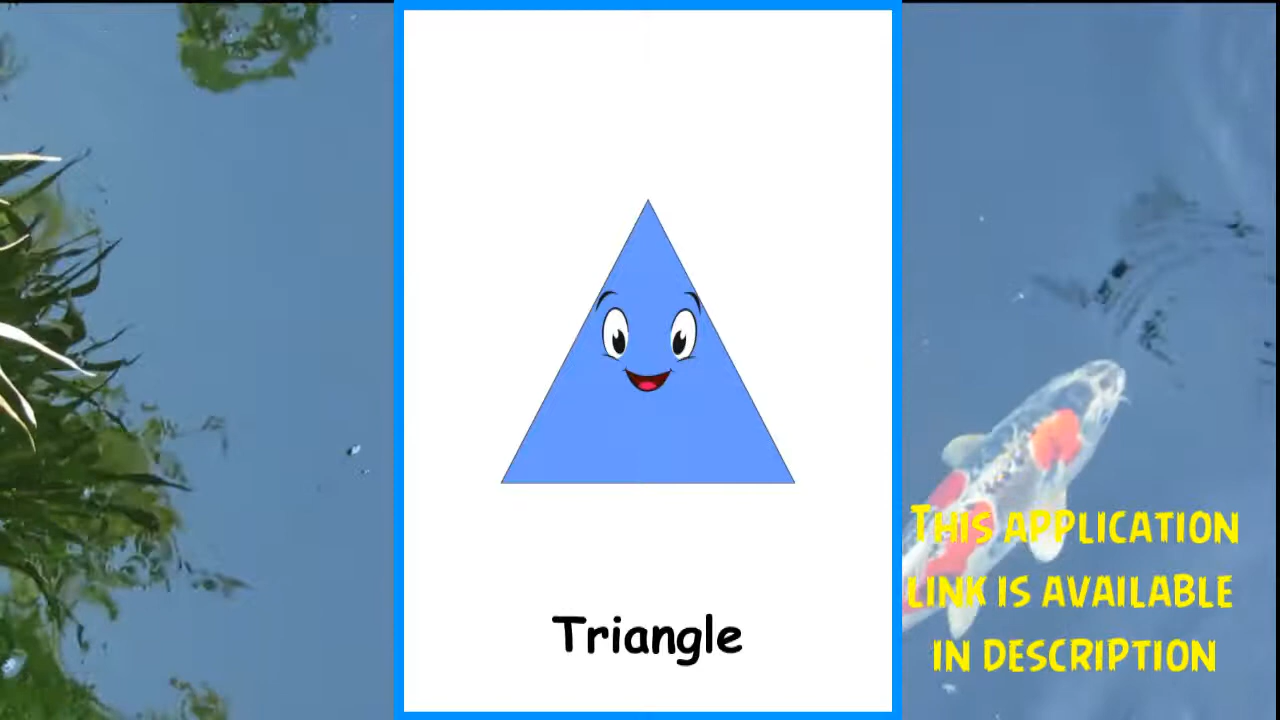 Triangle
This application
link is available
in description